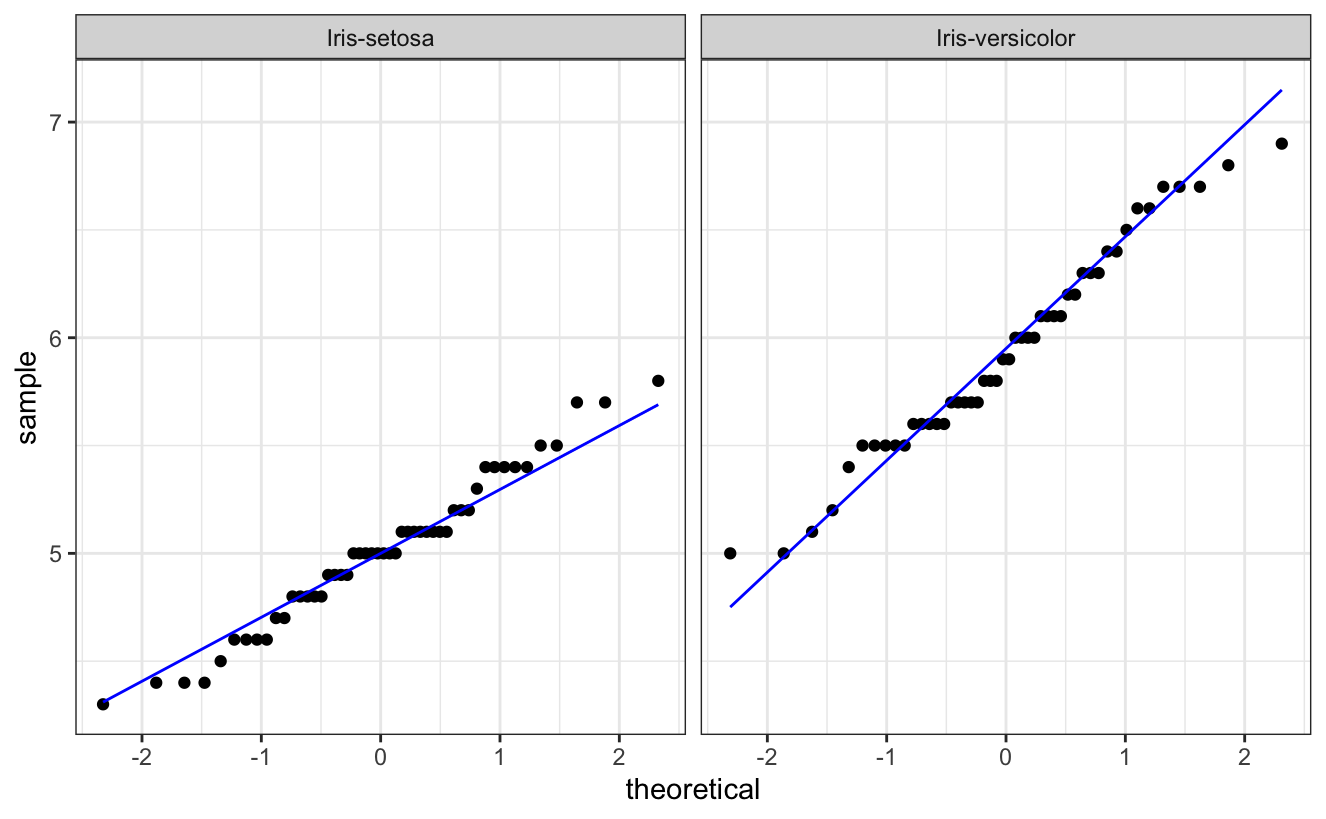 Iris-setosa
Iris-versicolor
7
6
5
sample
-2 -1 0 1 2
-2 -1 0 1 2
theoretical